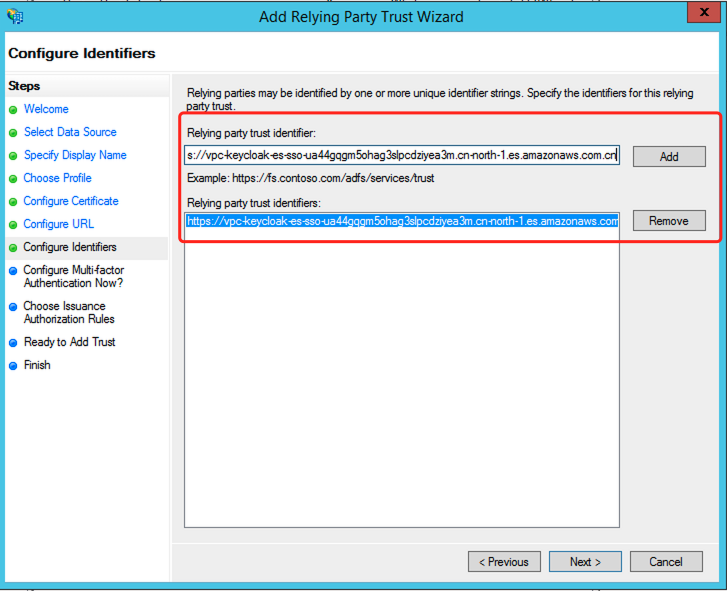 Add Relying Party Trust Wizard
x
Configure Identifiers
Steps
Welcome
Select Data Source
Specify Display Name
Choose Profile
Configure Certificate
Configure URL
Configure Identifiers
Configure Multi-factor
Authentication Now?
Choose Issuance
Authorization Rules
Ready to Add Trust
Finish
Relying parties may be identified by one or more unique identifier strings. Specify the identifiers for this relying
party trust.
Relying party trust identifier:
s://vpc-keycloak-es-sso-ua44gqgm5ohag3slpcdziyea3m.cn-north-1.es.amazonaws.com.cn
Add
Example: https://fs.contoso.com/adfs/services/trust
Relying party trust identifiers:
https://vpc-keycloak-es-sso-ua44gqgm5ohag3slpcdziyea3m.cn-north-1.es.amazonaws.com
Remove
< Previous
Next >
Cancel